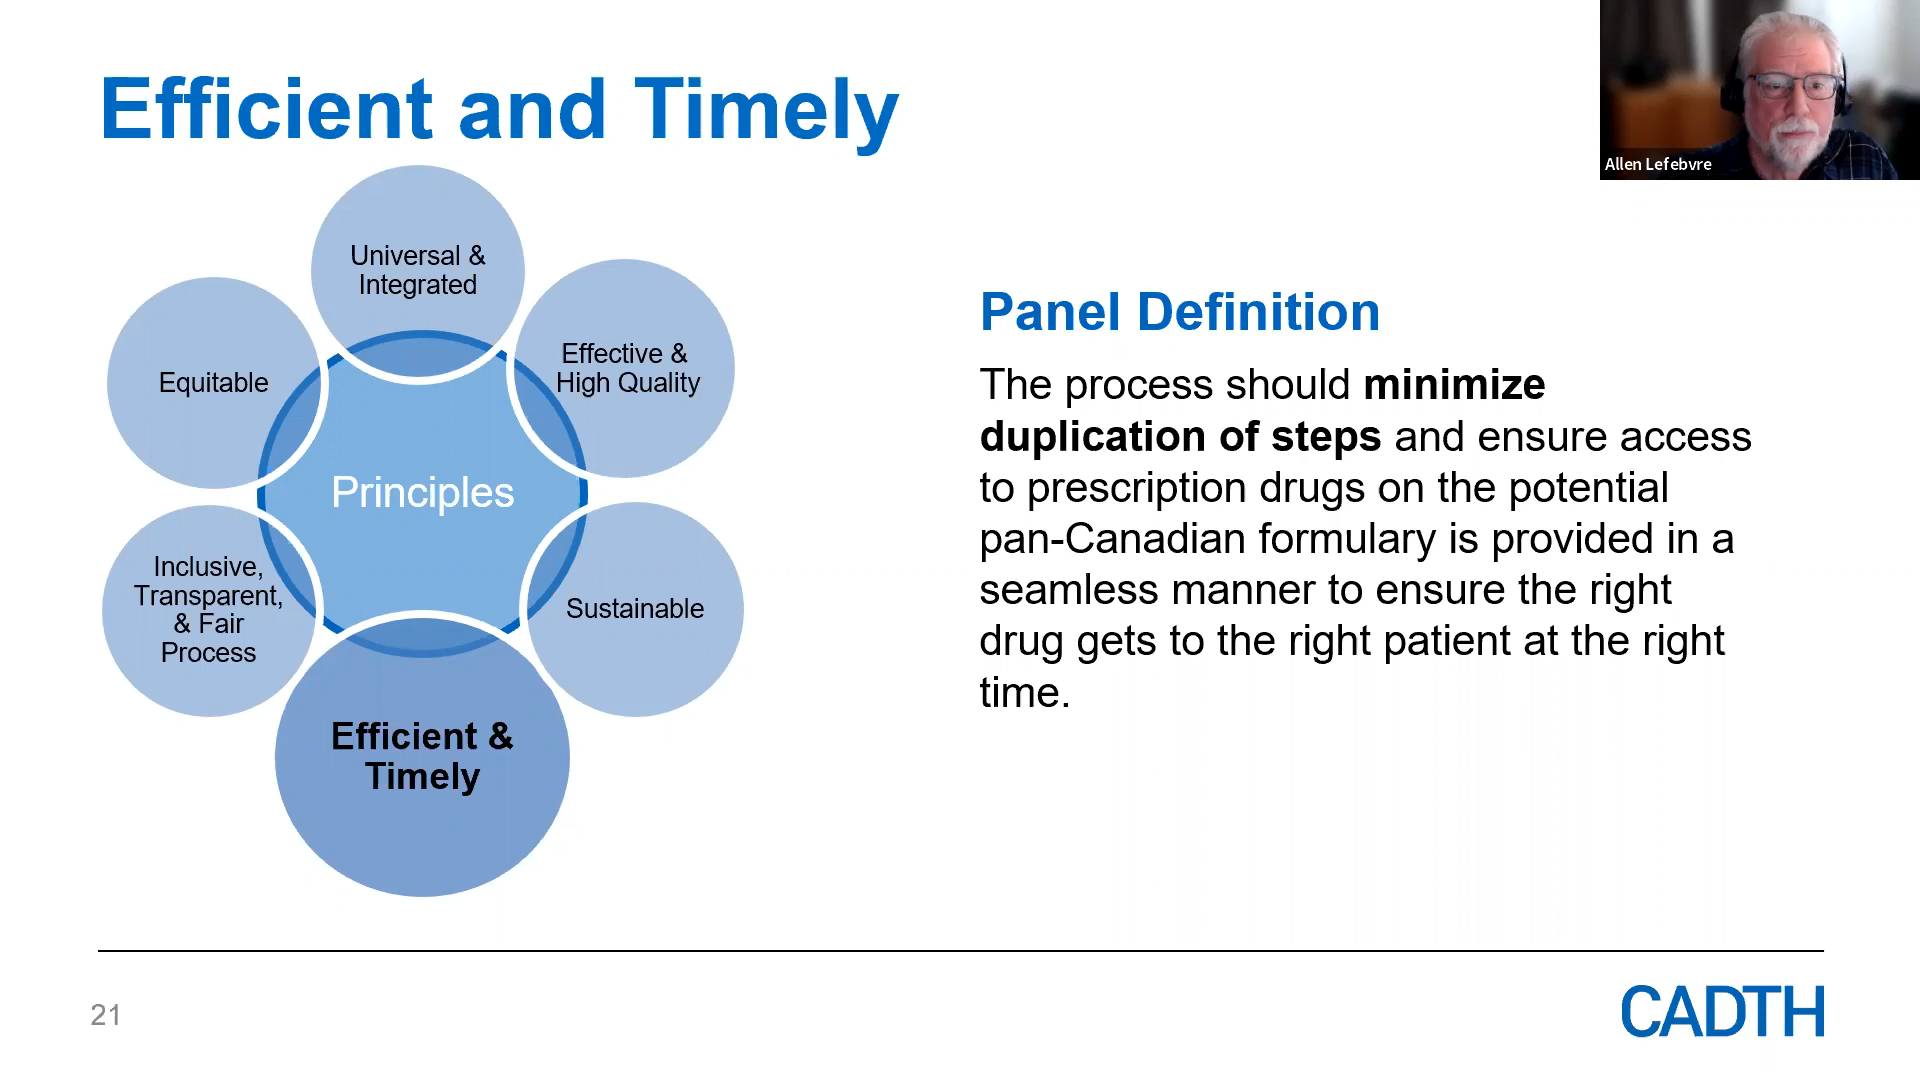 Efficient and Timely
Allen Lefebvre
Universal &
Integrated
Effective &
High Quality
Equitable
Principles
Inclusive,
Transparent,
& Fair
Process
Sustainable
Efficient &
Timely
Panel Definition
The process should minimize
duplication of steps and ensure access
to prescription drugs on the potential
pan-Canadian formulary is provided in a
seamless manner to ensure the right
drug gets to the right patient at the right
time.
21
CADTH